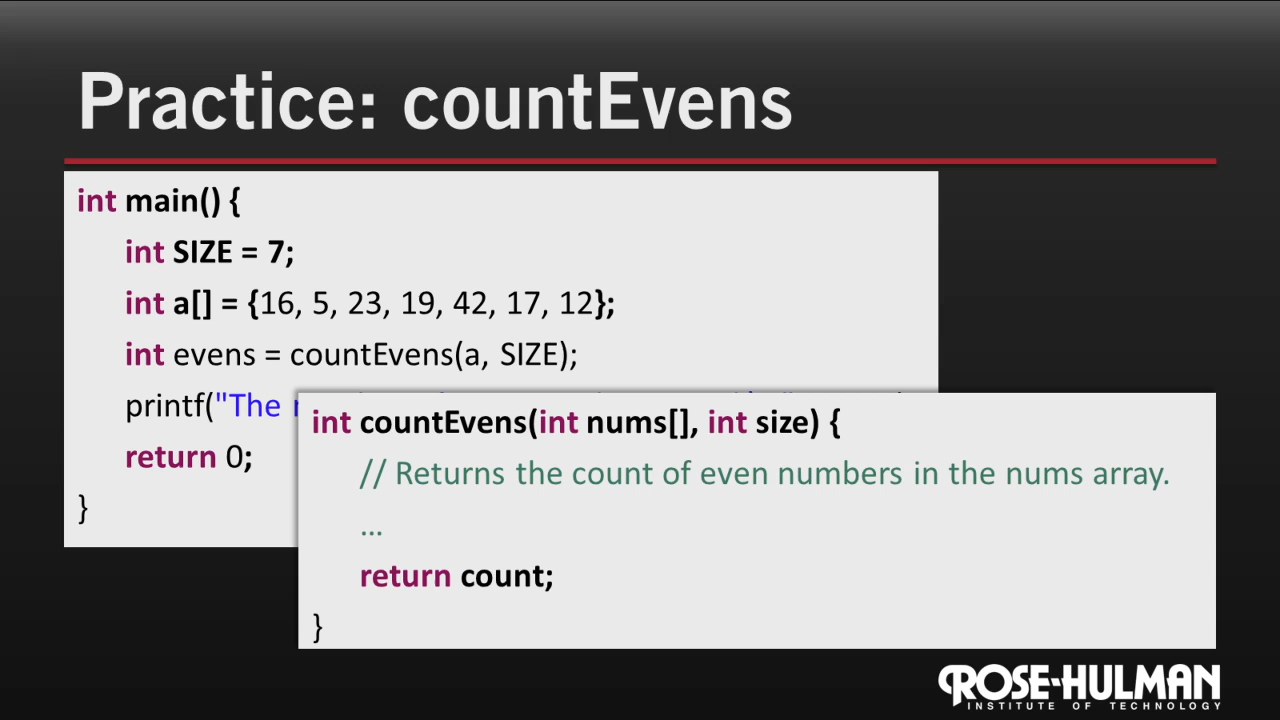 Practice: countEvens
int main() {
int SIZE = 7;
int a[] = {16, 5, 23, 19, 42, 17, 12};
int evens = countEvens(a, SIZE);
printf("The
return 0;
}
int countEvens(int nums[], int size) {
// Returns the count of even numbers in the nums array.
...
return count;
}
ROSE-HULMAN
INSTITUTE OF TECHNOLOGY